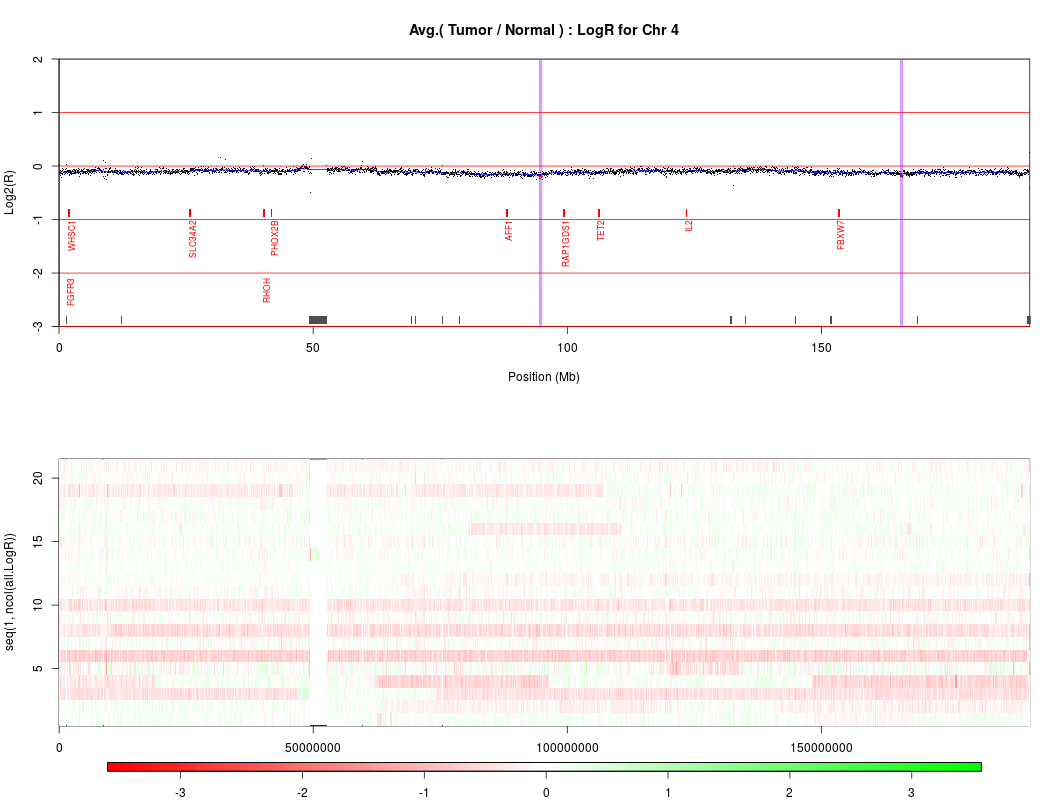 Avg.( Tumor / Normal ) : LogR for Chr 4
Log2(R)
2
1
0
-1
-2
-3
WHSC1
SLC34A2
PHOX2B
AFF1
RAP1GDS1
TET2
IL2
FBXW7
FGFR3
RHOH
0 50 100 150
Position (Mb)
seq(1, ncol(all.LogR))
20
15
10
5
0 50000000 100000000 150000000
-3 -2 -1 0 1 2 3